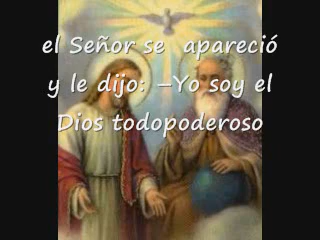 el Señor se apareció
y le dijo: –Yo soy el
Dios todopoderoso